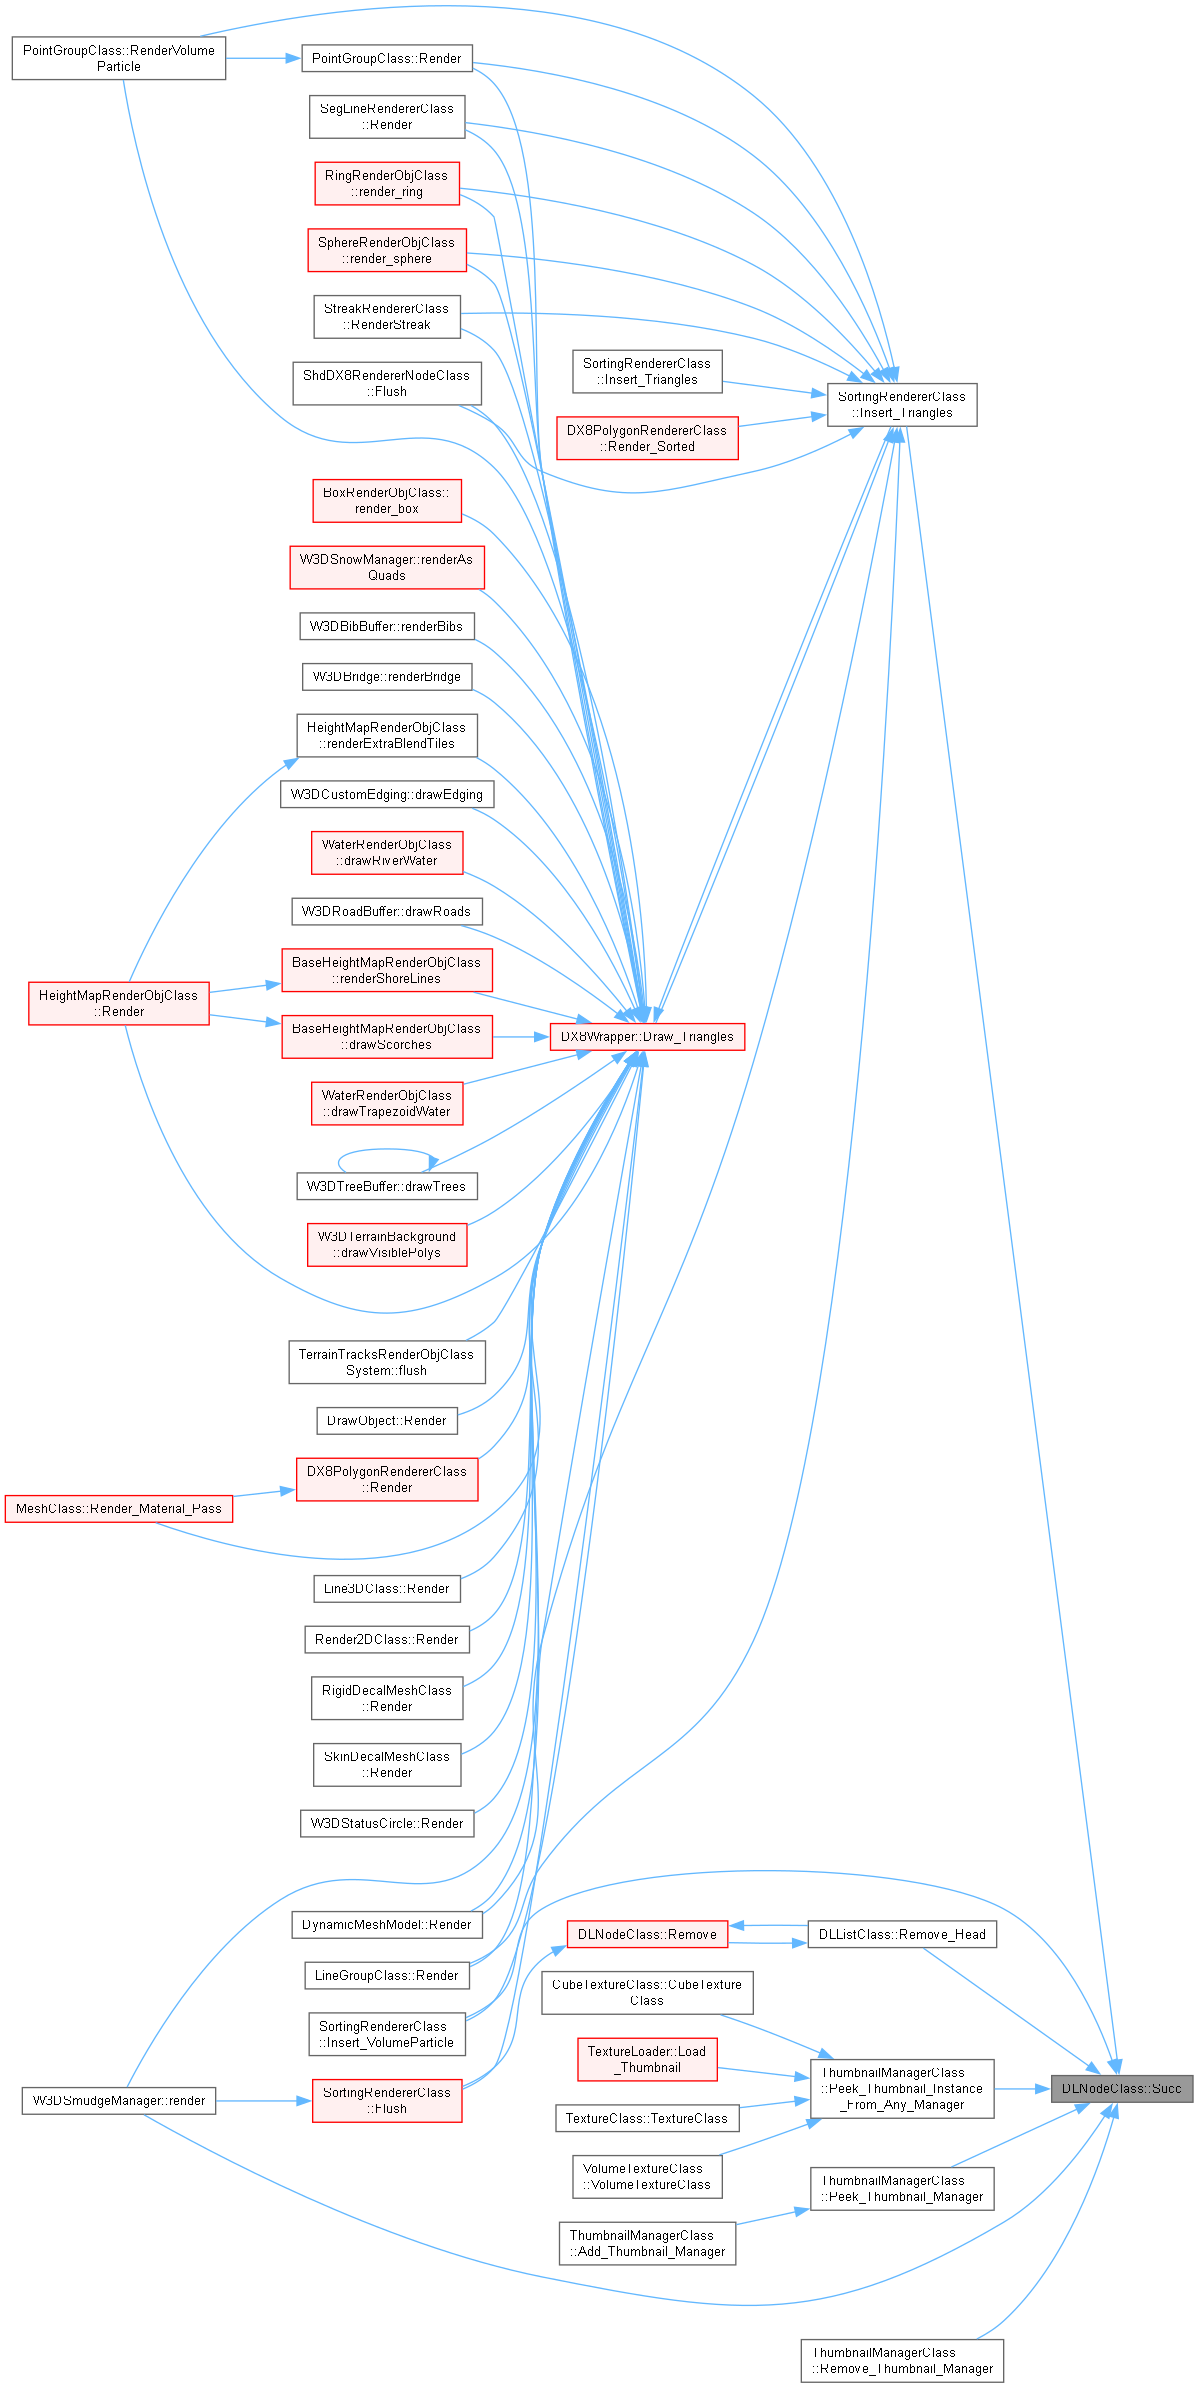 PointGroupClass::RenderVolume
Particle
PointGroupClass::Render
SegLineRendererClass
::Render
RingRenderObjClass
::render_ring
SphereRenderObjClass
::render_sphere
StreakRendererClass
::RenderStreak
ShdDX8RendererNodeClass
::Flush
SortingRendererClass
::Insert_Triangles
DX8PolygonRendererClass
::Render_Sorted
SortingRendererClass
::Insert_Triangles
BoxRenderObjClass::
render_box
W3DSnowManager::renderAs
Quads
W3DBibBuffer::renderBibs
W3DBridge::renderBridge
HeightMapRenderObjClass
::renderExtraBlendTiles
W3DCustomEdging::drawEdging
WaterRenderObjClass
::drawRiverWater
W3DRoadBuffer::drawRoads
BaseHeightMapRenderObjClass
::renderShoreLines
HeightMapRenderObjClass
::Render
BaseHeightMapRenderObjClass
::drawScorches
DX8Wrapper::Draw_Triangles
WaterRenderObjClass
::drawTrapezoidWater
W3DTreeBuffer::drawTrees
W3DTerrainBackground
::drawVisiblePolys
TerrainTracksRenderObjClass
System::flush
DrawObject::Render
DX8PolygonRendererClass
::Render
MeshClass::Render_Material_Pass
Line3DClass::Render
Render2DClass::Render
RigidDecalMeshClass
::Render
SkinDecalMeshClass
::Render
W3DStatusCircle::Render
DynamicMeshModel::Render
DLNodeClass::Remove
DLListClass::Remove_Head
LineGroupClass::Render
CubeTextureClass::CubeTexture
Class
SortingRendererClass
::Insert_VolumeParticle
TextureLoader::Load
_Thumbnail
ThumbnailManagerClass
::Peek_Thumbnail_Instance
_From_Any_Manager
DLNodeClass::Succ
W3DSmudgeManager::render
SortingRendererClass
::Flush
TextureClass::TextureClass
VolumeTextureClass
::VolumeTextureClass
ThumbnailManagerClass
::Peek_Thumbnail_Manager
ThumbnailManagerClass
::Add_Thumbnail_Manager
ThumbnailManagerClass
::Remove_Thumbnail_Manager